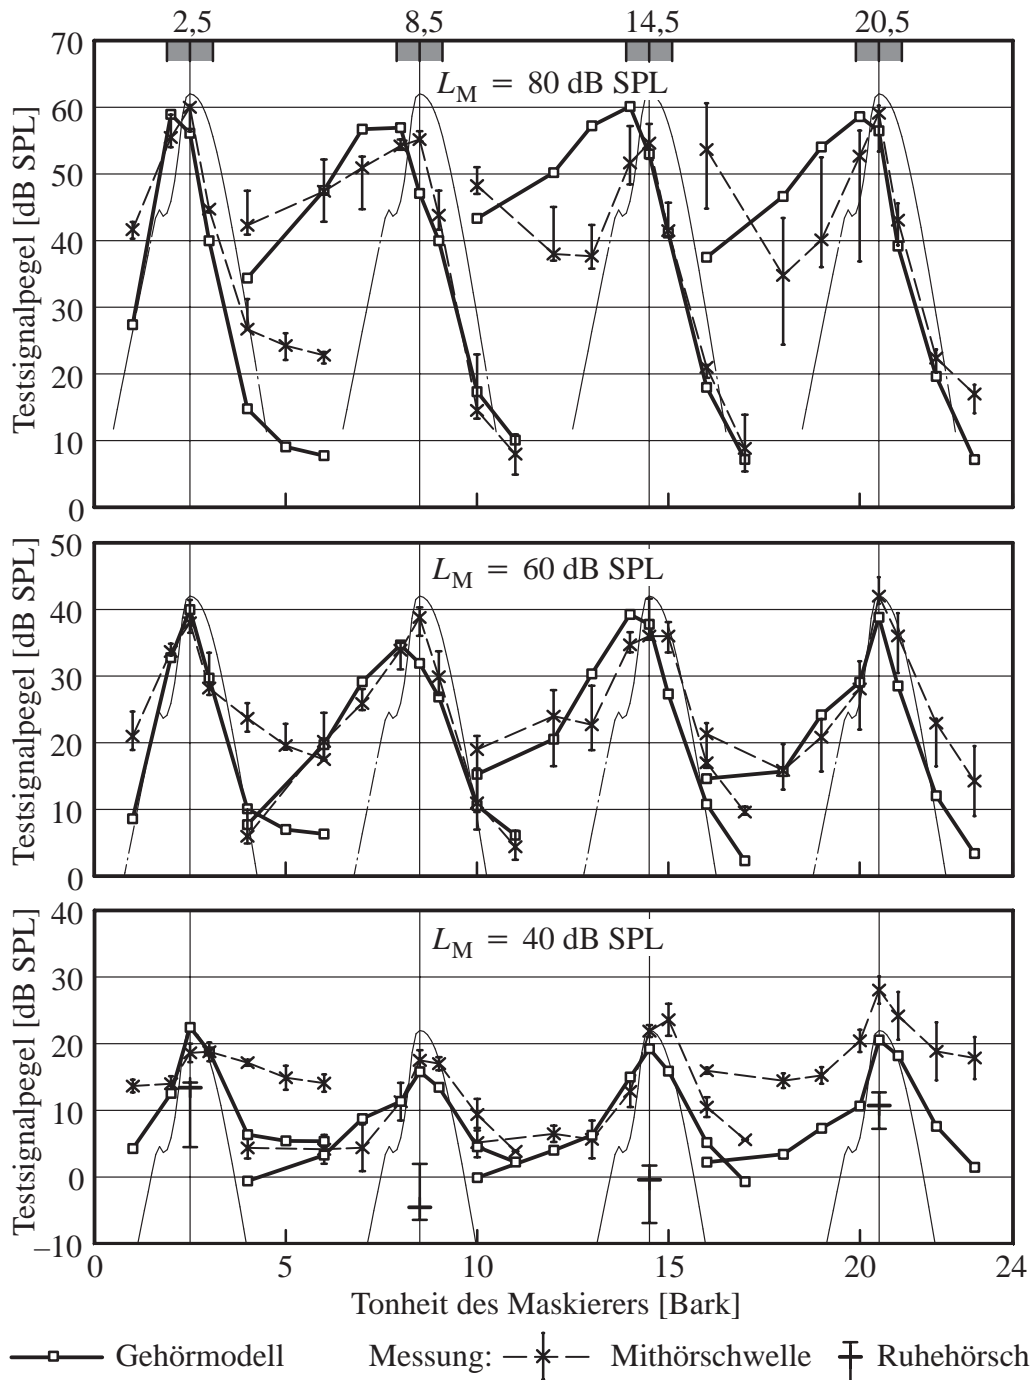 2,5 8,5 14,5 20,5
70
L_M = 80 dB SPL
60
50
40
30
20
10
0
Testsignalpegel [dB SPL]
50
L_M = 60 dB SPL
40
30
20
10
0
Testsignalpegel [dB SPL]
40
L_M = 40 dB SPL
30
20
10
0
–10
Testsignalpegel [dB SPL]
0 5 10 15 20 24
Tonheit des Maskierers [Bark]
Gehörmodell Messung: Mithörschwelle Ruhehörsch